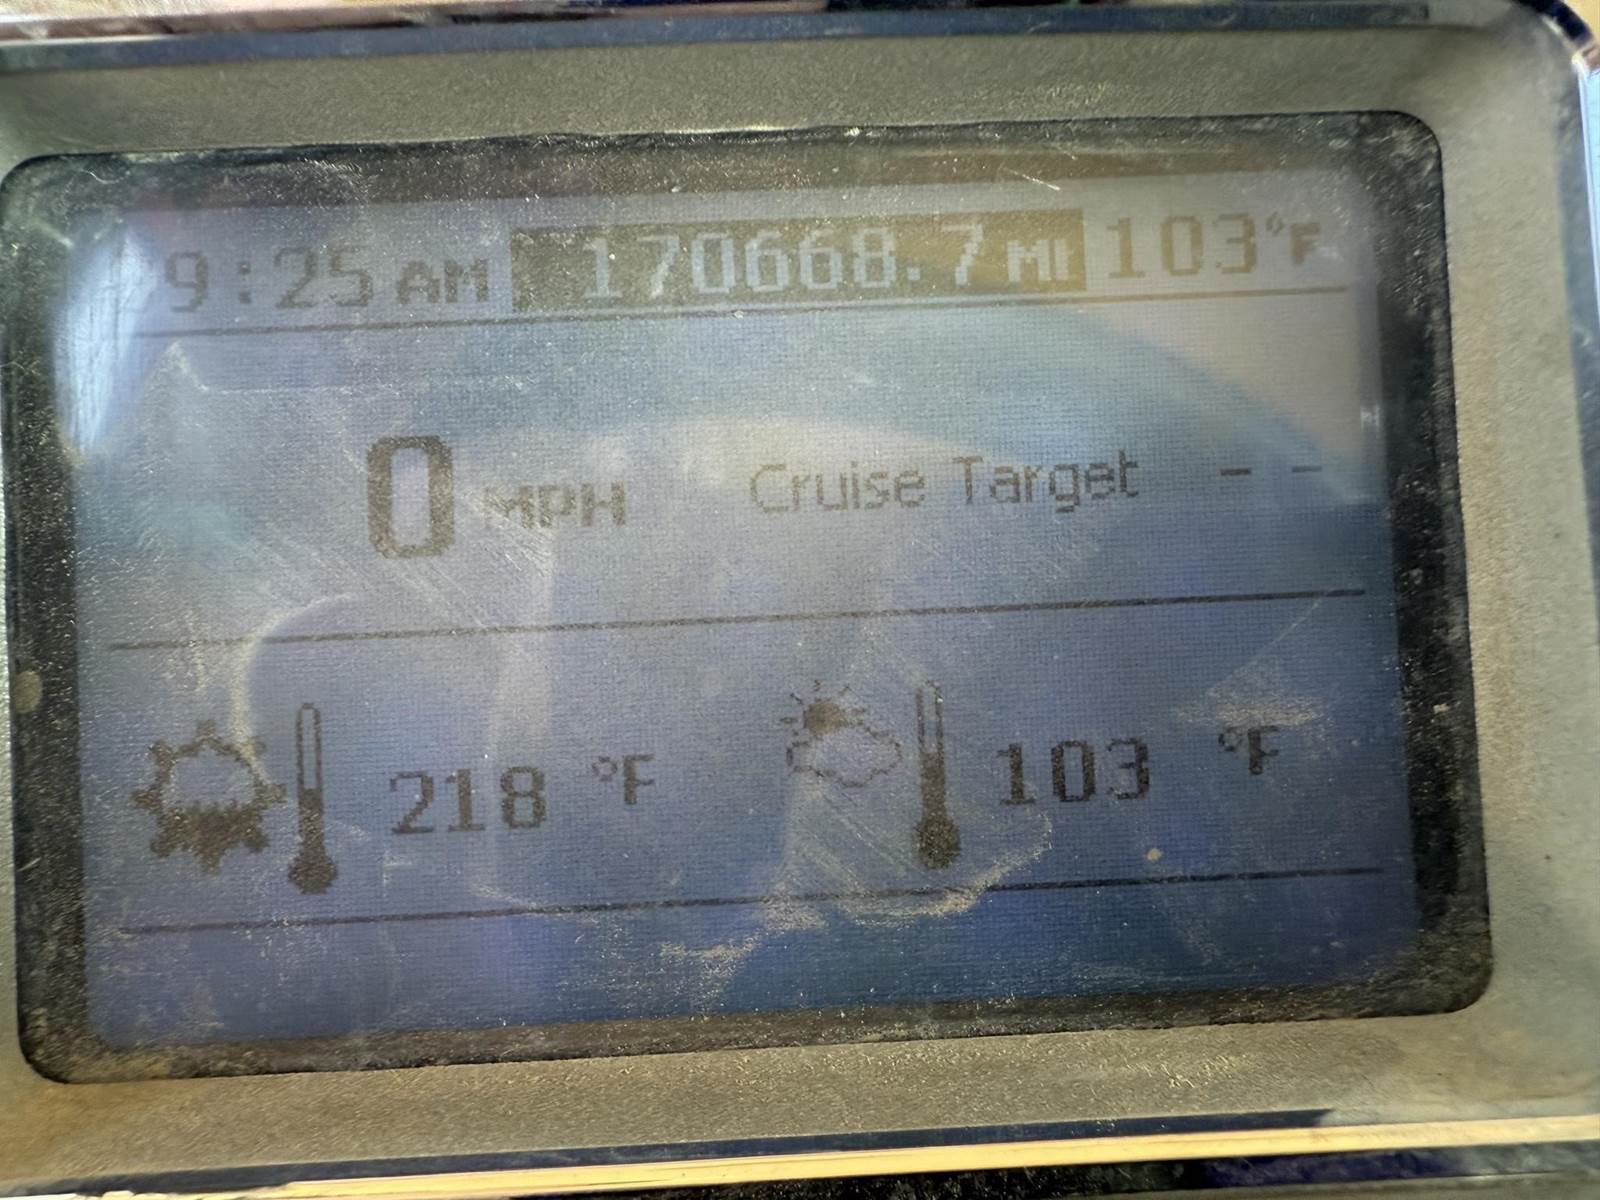 9:25 AM 170668.7 MI 103°F
0 MPH Cruise Target - -
218 °F 103 °F